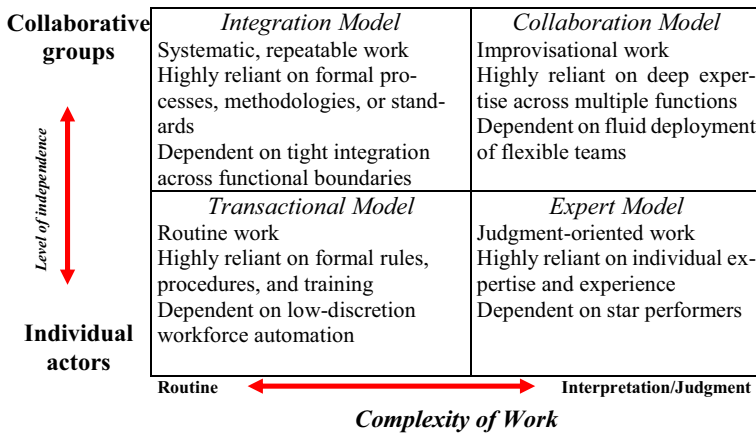 Collaborative
groups
Level of independence
Individual
actors
Integration Model
Systematic, repeatable work
Highly reliant on formal pro-
cesses, methodologies, or stand-
ards
Dependent on tight integration
across functional boundaries
Collaboration Model
Improvisational work
Highly reliant on deep exper-
tise across multiple functions
Dependent on fluid deployment
of flexible teams
Transactional Model
Routine work
Highly reliant on formal rules,
procedures, and training
Dependent on low-discretion
workforce automation
Expert Model
Judgment-oriented work
Highly reliant on individual ex-
pertise and experience
Dependent on star performers
Routine
Interpretation/Judgment
Complexity of Work